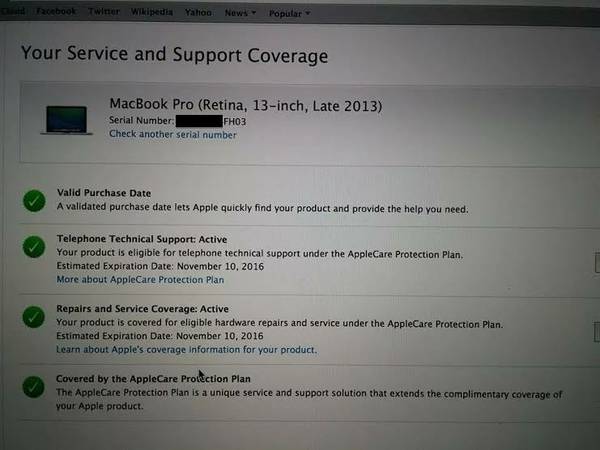 Cloud Facebook Twitter Wikipedia Yahoo News Popular
Your Service and Support Coverage
MacBook Pro (Retina, 13-inch, Late 2013)
Serial Number: FH03
Check another serial number
Valid Purchase Date
A validated purchase date lets Apple quickly find your product and provide the help you need.
Telephone Technical Support: Active
Your product is eligible for telephone technical support under the AppleCare Protection Plan.
Estimated Expiration Date: November 10, 2016
More about AppleCare Protection Plan
Repairs and Service Coverage: Active
Your product is covered for eligible hardware repairs and service under the AppleCare Protection Plan.
Estimated Expiration Date: November 10, 2016
Learn about Apple's coverage information for your product.
Covered by the AppleCare Protection Plan
The AppleCare Protection Plan is a unique service and support solution that extends the complimentary coverage of
your Apple product.